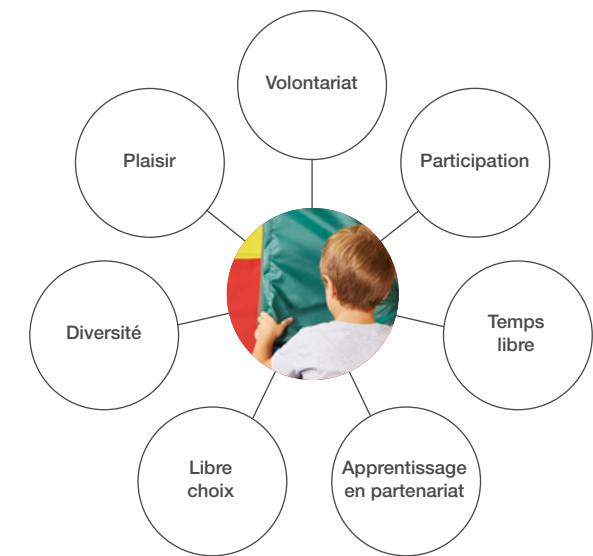 Volontariat
Plaisir
Participation
Diversité
Temps
libre
Libre
choix
Apprentissage
en partenariat